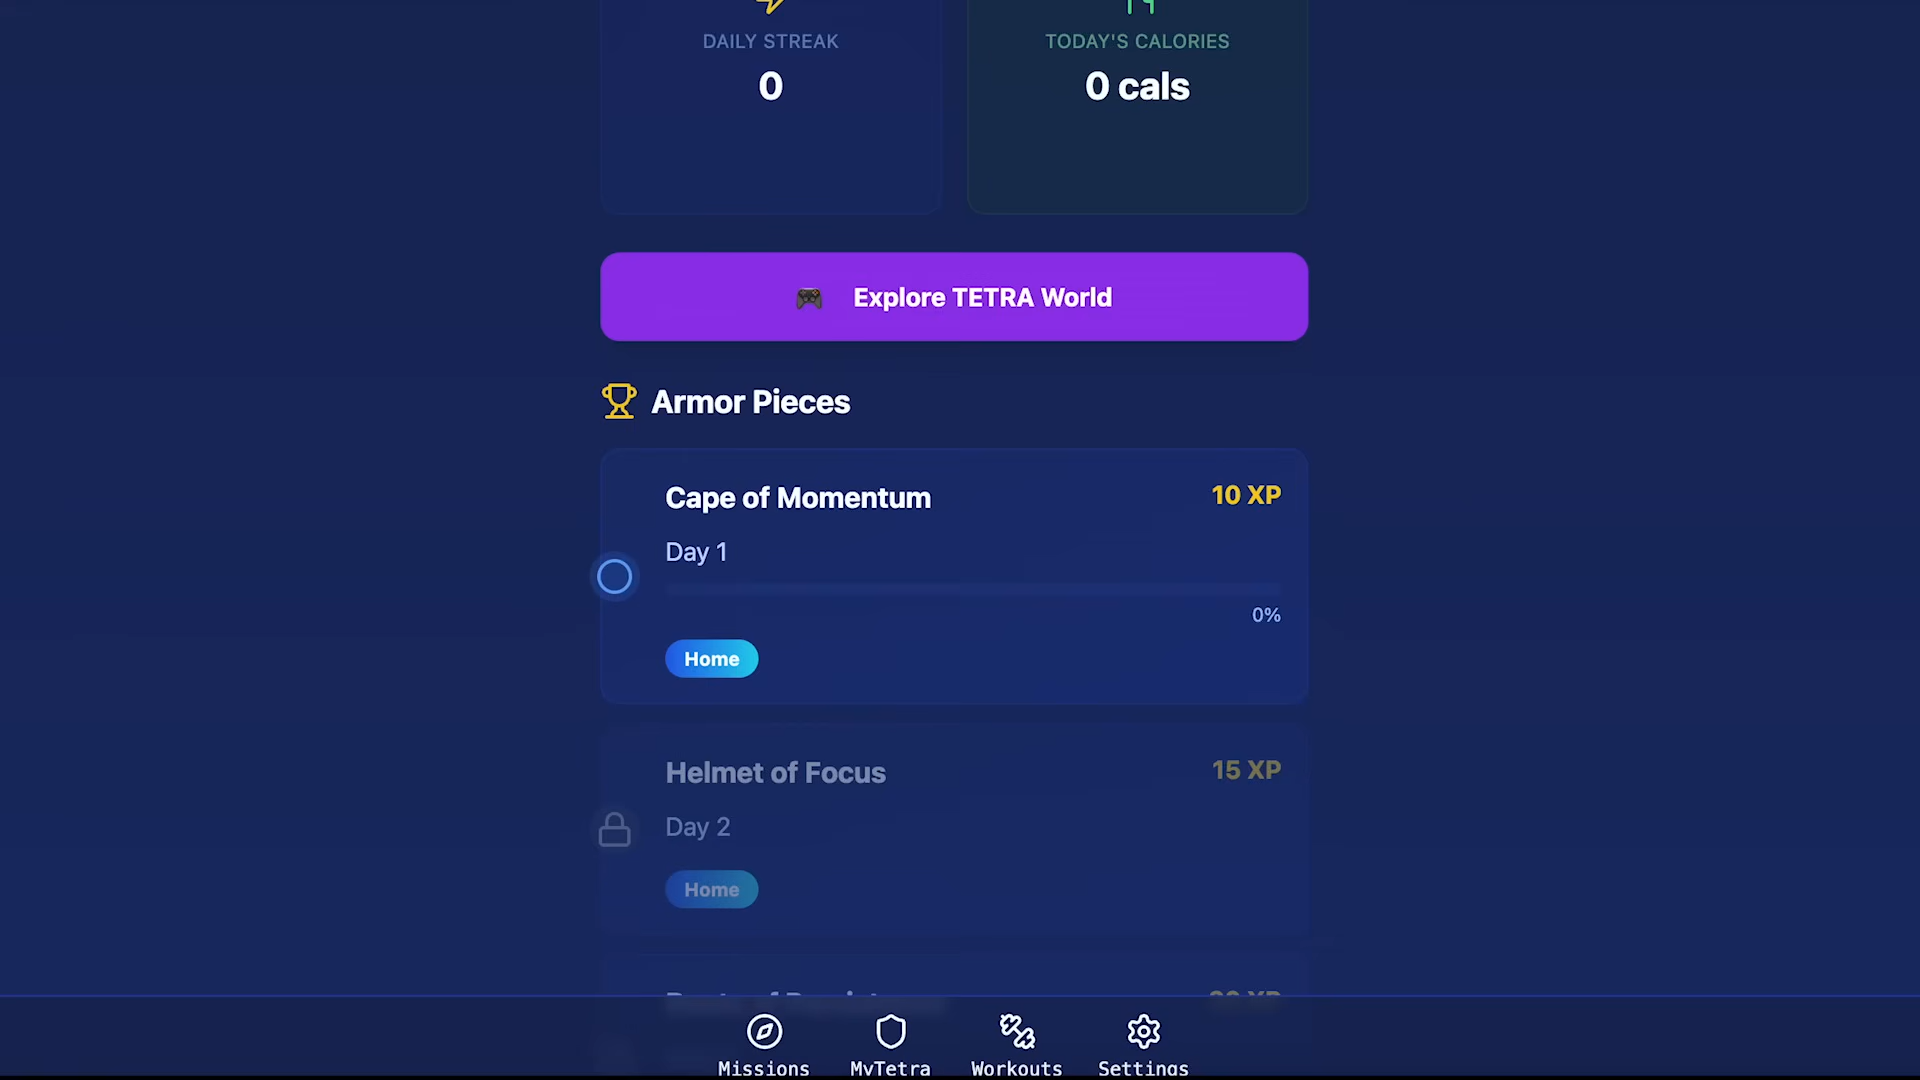 DAILY STREAK
0
TODAY'S CALORIES
0 cals
Explore TETRA World
Armor Pieces
Cape of Momentum
10 XP
Day 1
0%
Home
Helmet of Focus
15 XP
Day 2
Home
Missions
MyTetra
Workouts
Settings